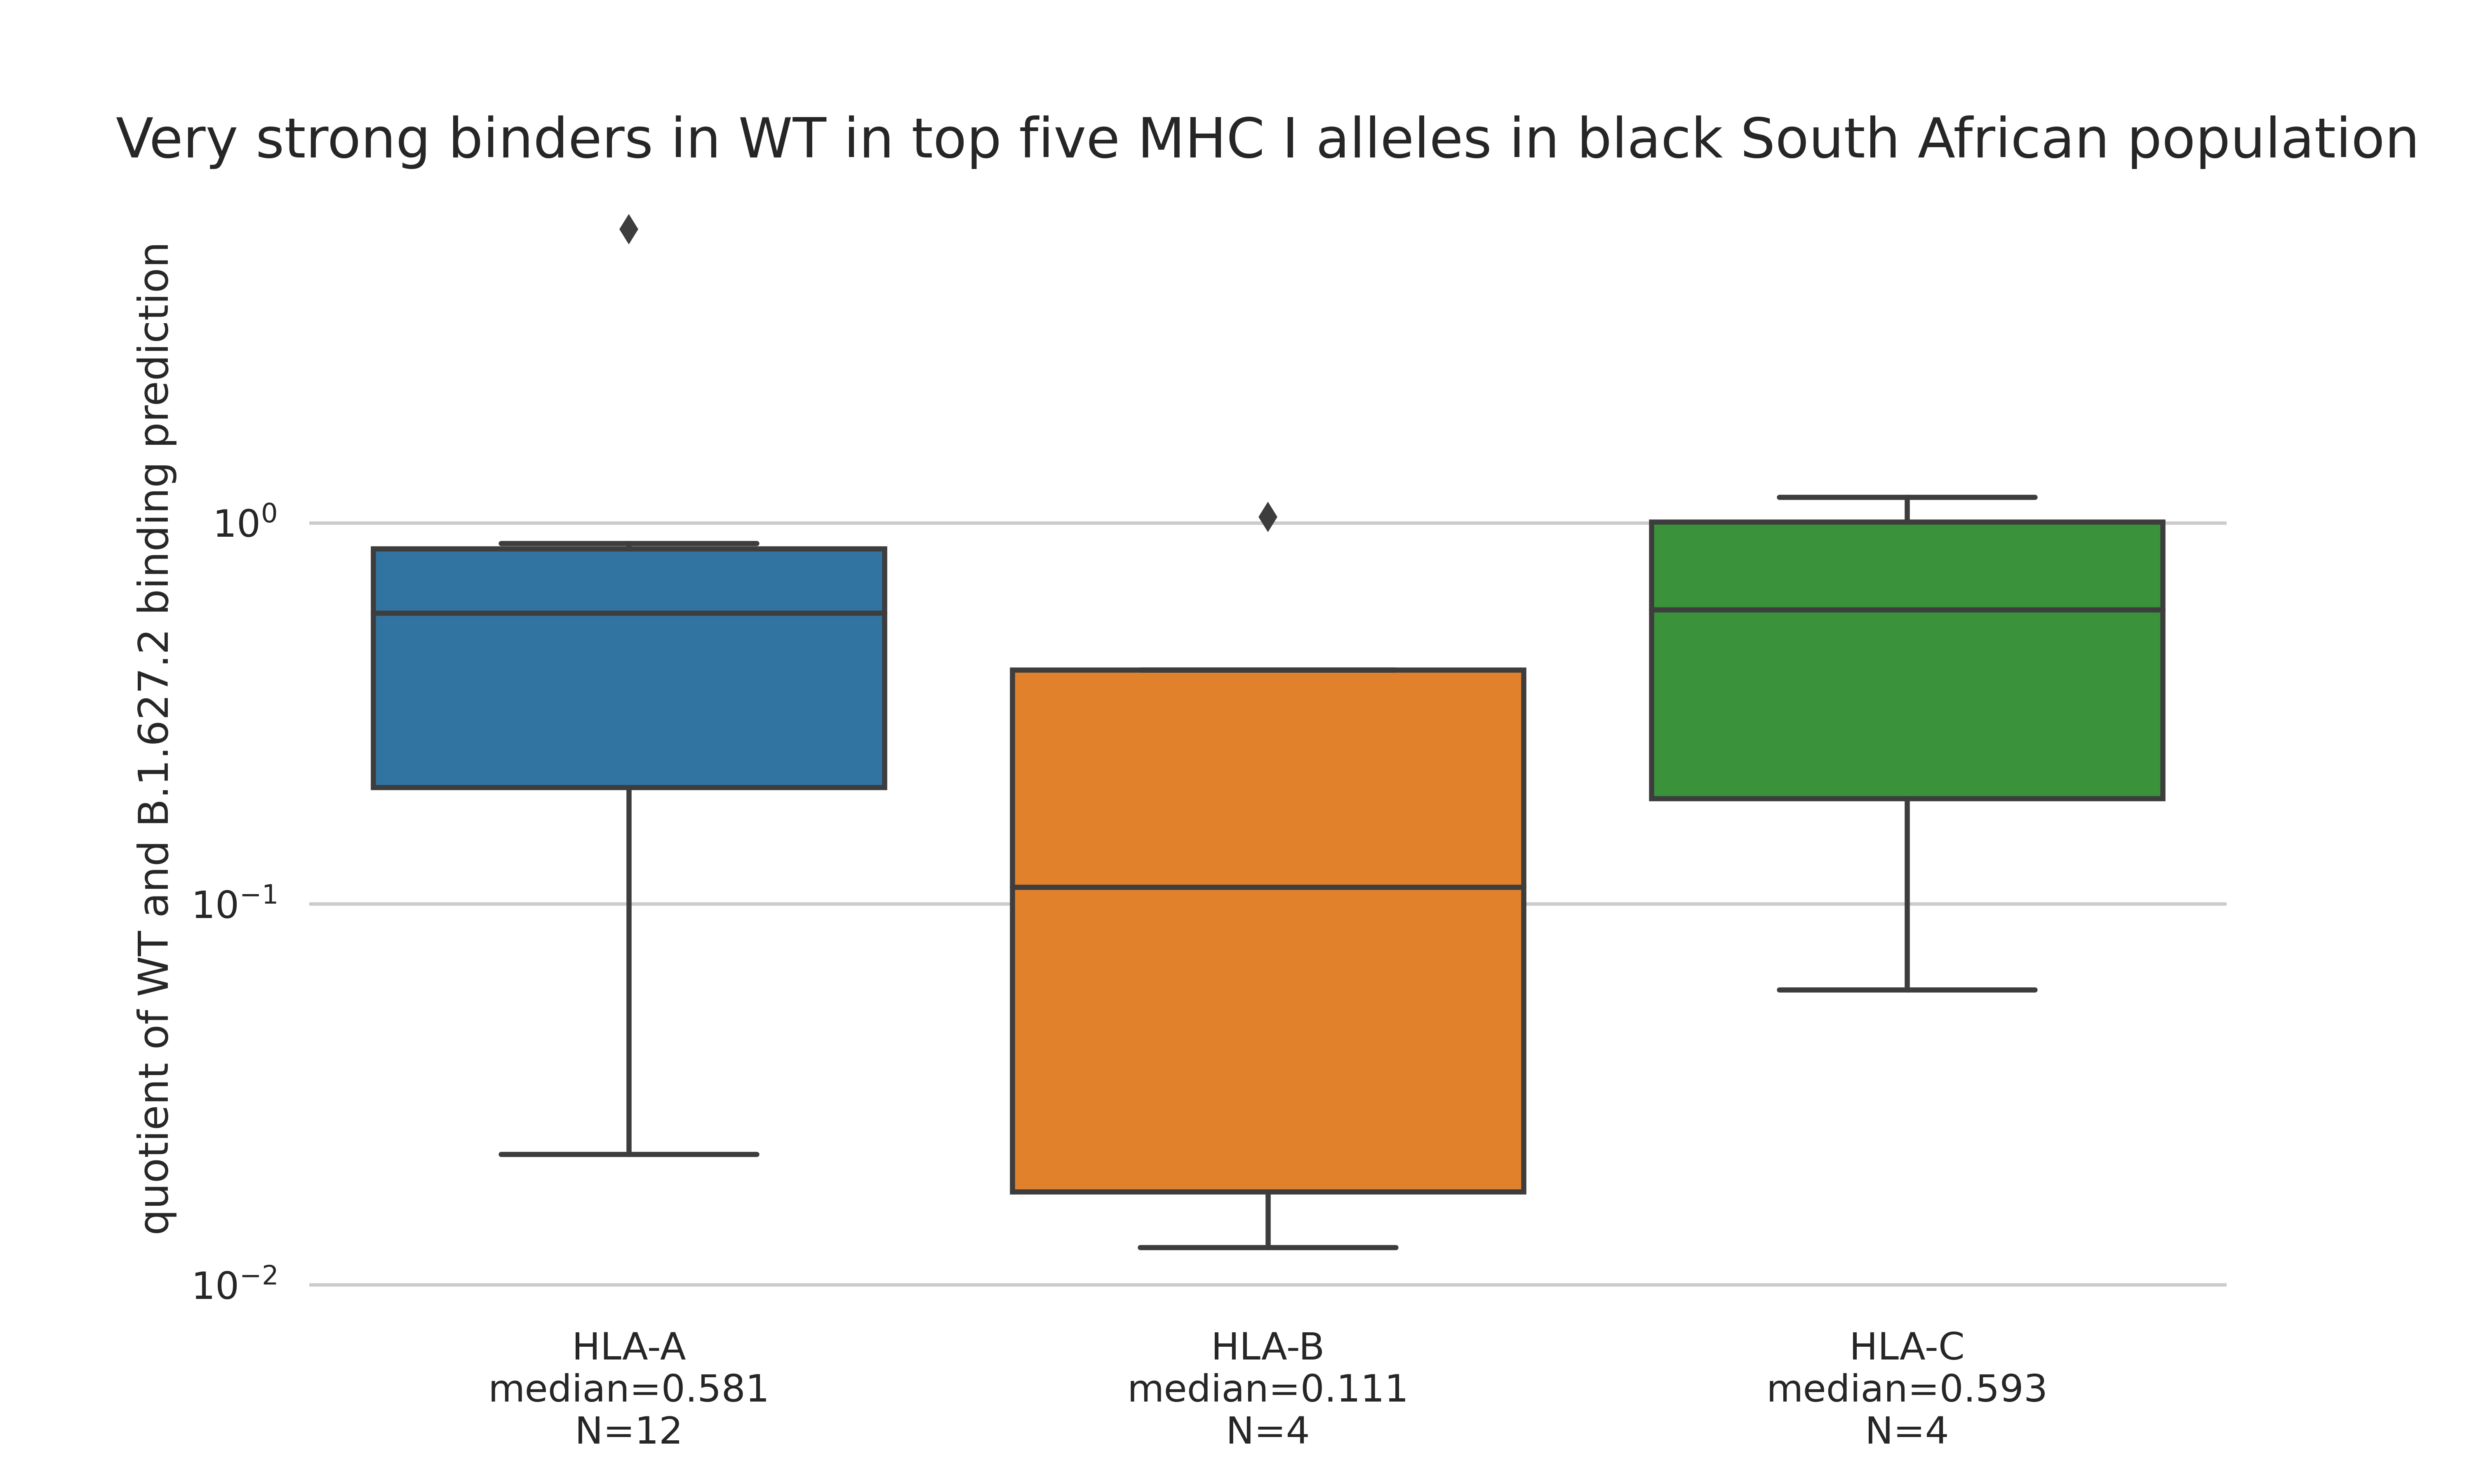 Very strong binders in WT in top five MHC I alleles in black South African population
quotient of WT and B.1.627.2 binding prediction
10⁰
10⁻¹
10⁻²
HLA-A
median=0.581
N=12
HLA-B
median=0.111
N=4
HLA-C
median=0.593
N=4